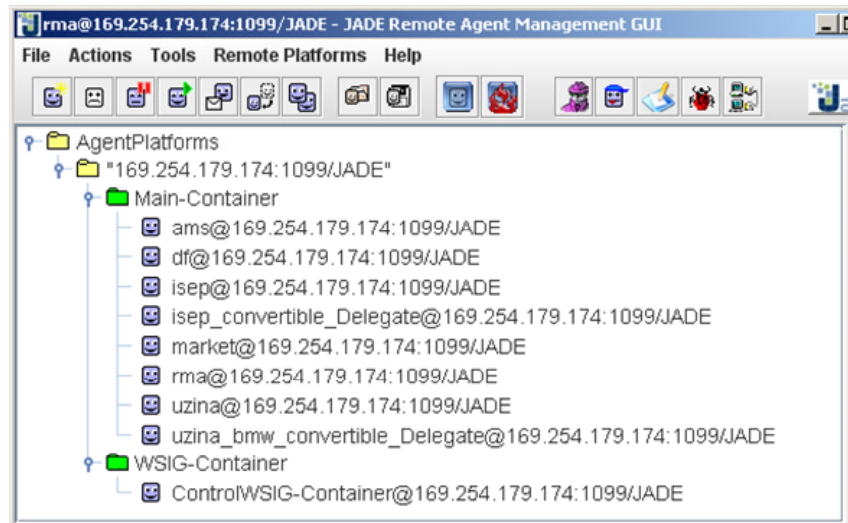 rma@169.254.179.174:1099/JADE - JADE Remote Agent Management GUI
File Actions Tools Remote Platforms Help
AgentPlatforms
"169.254.179.174:1099/JADE"
Main-Container
ams@169.254.179.174:1099/JADE
df@169.254.179.174:1099/JADE
isep@169.254.179.174:1099/JADE
isep_convertible_Delegate@169.254.179.174:1099/JADE
market@169.254.179.174:1099/JADE
rma@169.254.179.174:1099/JADE
uzina@169.254.179.174:1099/JADE
uzina_bmw_convertible_Delegate@169.254.179.174:1099/JADE
WSIG-Container
ControlWSIG-Container@169.254.179.174:1099/JADE